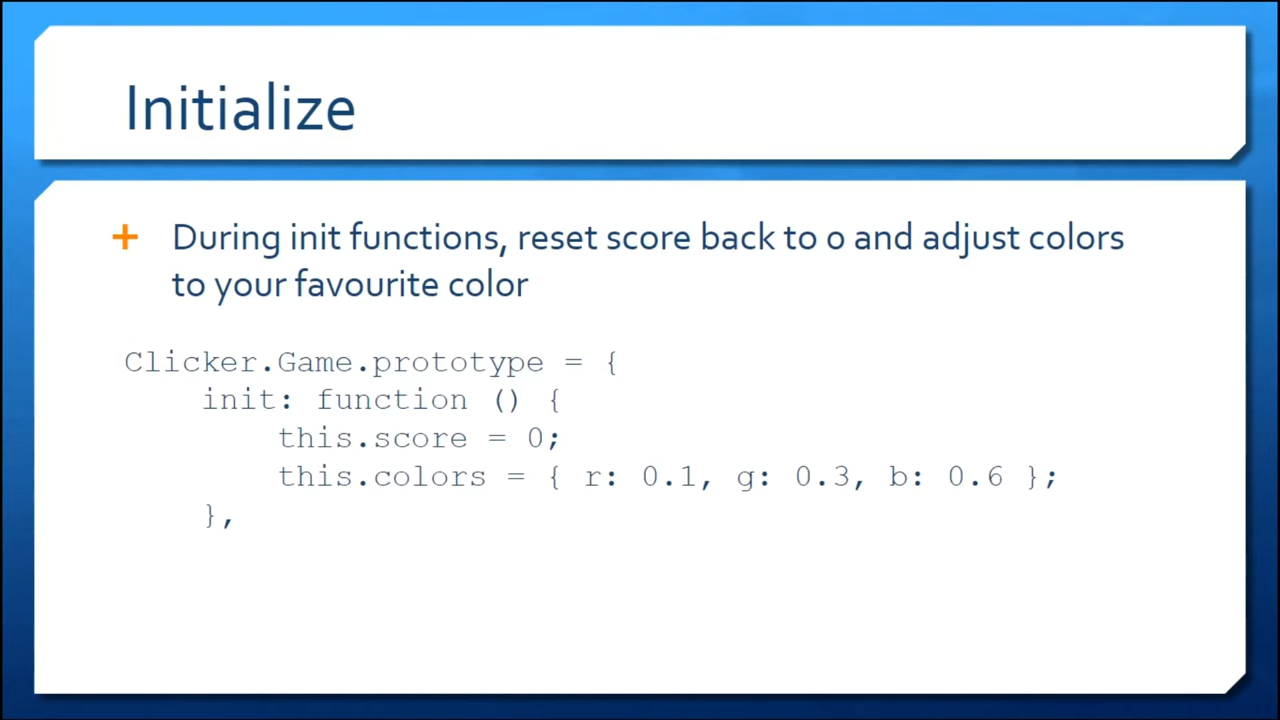 Initialize
During init functions, reset score back to 0 and adjust colors
to your favourite color
Clicker.Game.prototype = {
    init: function () {
        this.score = 0;
        this.colors = { r: 0.1, g: 0.3, b: 0.6 };
    },